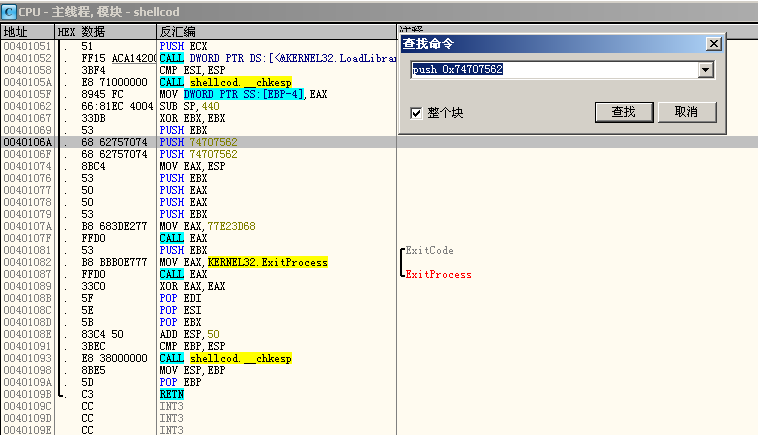 CPU - 主线程, 模块 - shellcod
地址 HEX 数据 反汇编 注释
00401051 . 51 PUSH ECX
00401052 . FF15 ACA14200 CALL DWORD PTR DS:[<&KERNEL32.LoadLibrar
00401058 . 3BF4 CMP ESI,ESP
0040105A . E8 71000000 CALL shellcod.__chkesp
0040105F . 8945 FC MOV DWORD PTR SS:[EBP-4],EAX
00401062 . 66:81EC 4004 SUB SP,440
00401067 . 33DB XOR EBX,EBX
00401069 . 53 PUSH EBX
0040106A . 68 62757074 PUSH 74707562
0040106F . 68 62757074 PUSH 74707562
00401074 . 8BC4 MOV EAX,ESP
00401076 . 53 PUSH EBX
00401077 . 50 PUSH EAX
00401078 . 50 PUSH EAX
00401079 . 53 PUSH EBX
0040107A . B8 683DE277 MOV EAX,77E23D68
0040107F . FFD0 CALL EAX
00401081 . 53 PUSH EBX ExitCode
00401082 . B8 BBB0E777 MOV EAX,KERNEL32.ExitProcess
00401087 . FFD0 CALL EAX ExitProcess
00401089 . 33C0 XOR EAX,EAX
0040108B . 5F POP EDI
0040108C . 5E POP ESI
0040108D . 5B POP EBX
0040108E . 83C4 50 ADD ESP,50
00401091 . 3BEC CMP EBP,ESP
00401093 . E8 38000000 CALL shellcod.__chkesp
00401098 . 8BE5 MOV ESP,EBP
0040109A . 5D POP EBP
0040109B . C3 RETN
0040109C CC INT3
0040109D CC INT3
0040109E CC INT3
查找命令
push 0x74707562
整个块 查找 取消